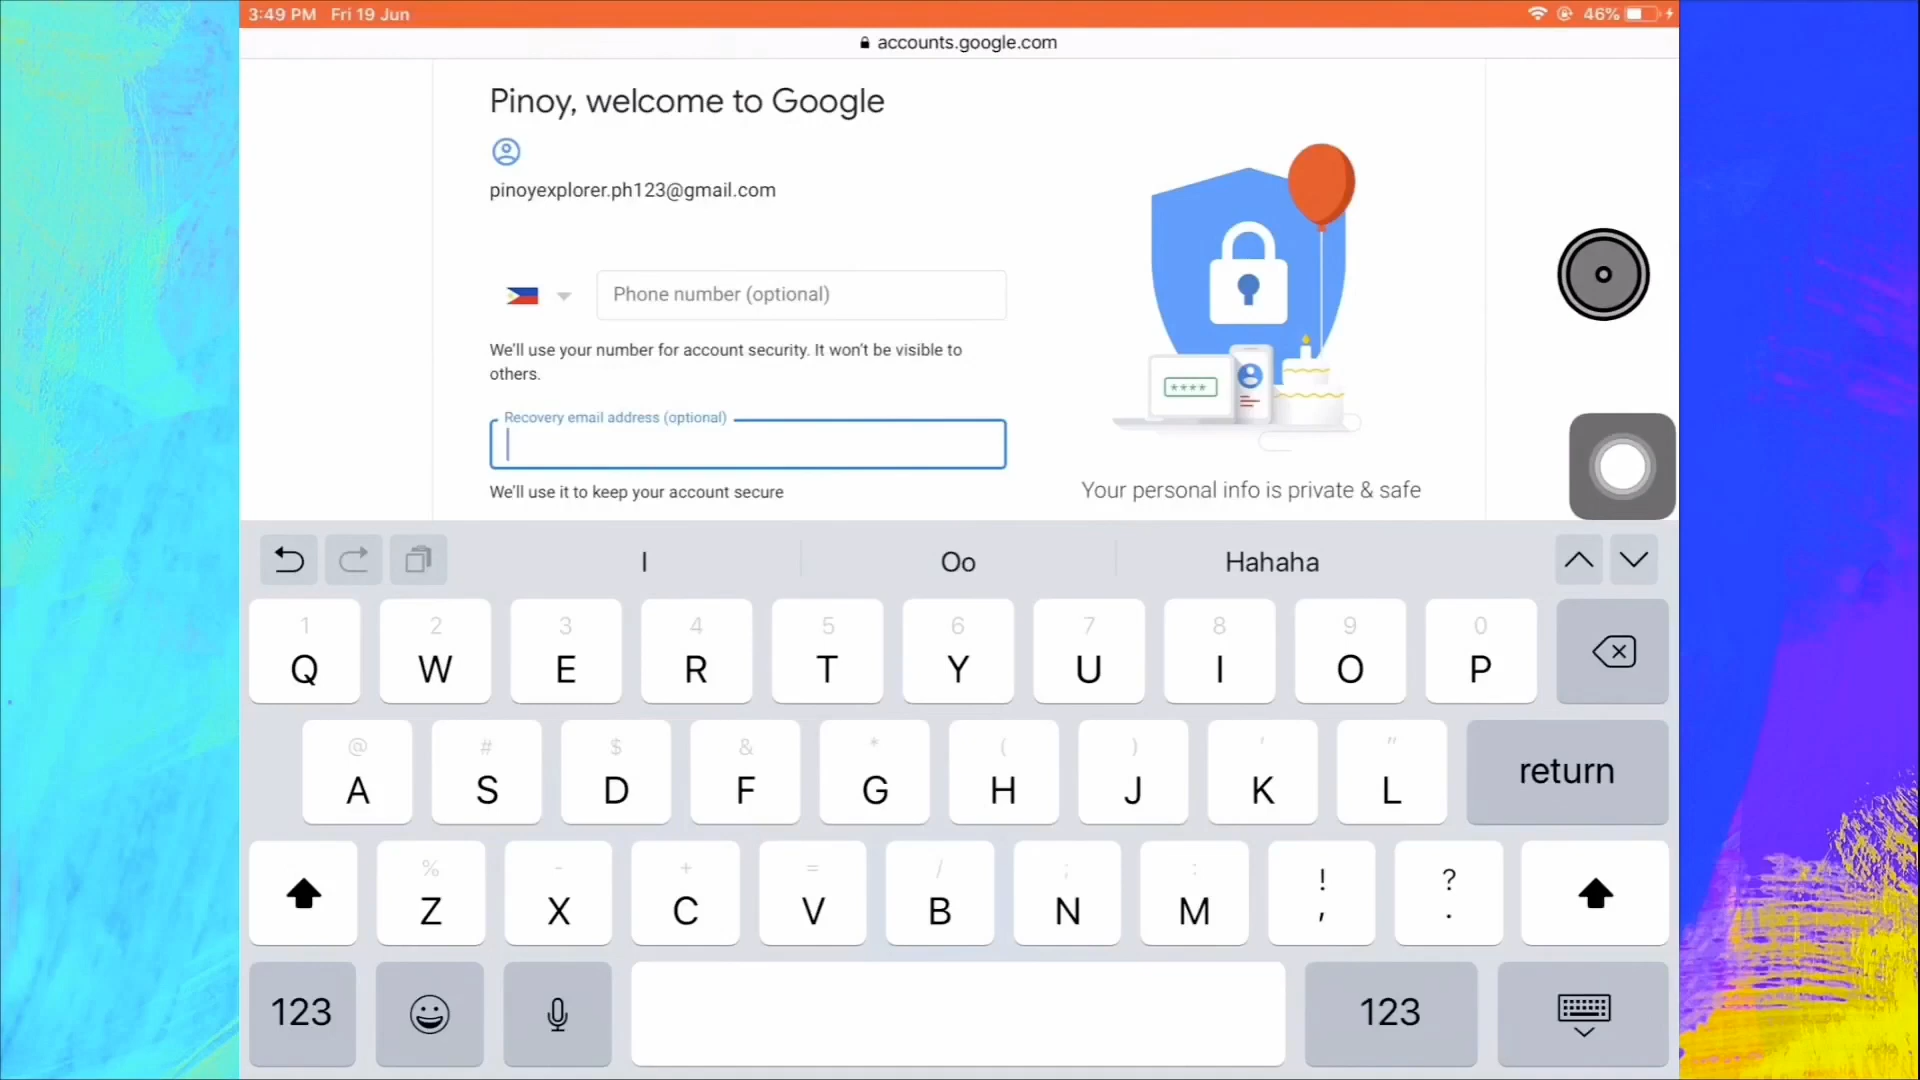 3:49 PM Fri 19 Jun 46%
accounts.google.com
Pinoy, welcome to Google
pinoyexplorer.ph123@gmail.com
Phone number (optional)
We'll use your number for account security. It won't be visible to
others.
Recovery email address (optional)
We'll use it to keep your account secure
****
Your personal info is private & safe
I Oo Hahaha
1 2 3 4 5 6 7 8 9 0
Q W E R T Y U I O P
@ # $ & * ( ) ' "
A S D F G H J K L return
% - + = / ; : ! ?
Z X C V B N M , .
123 123